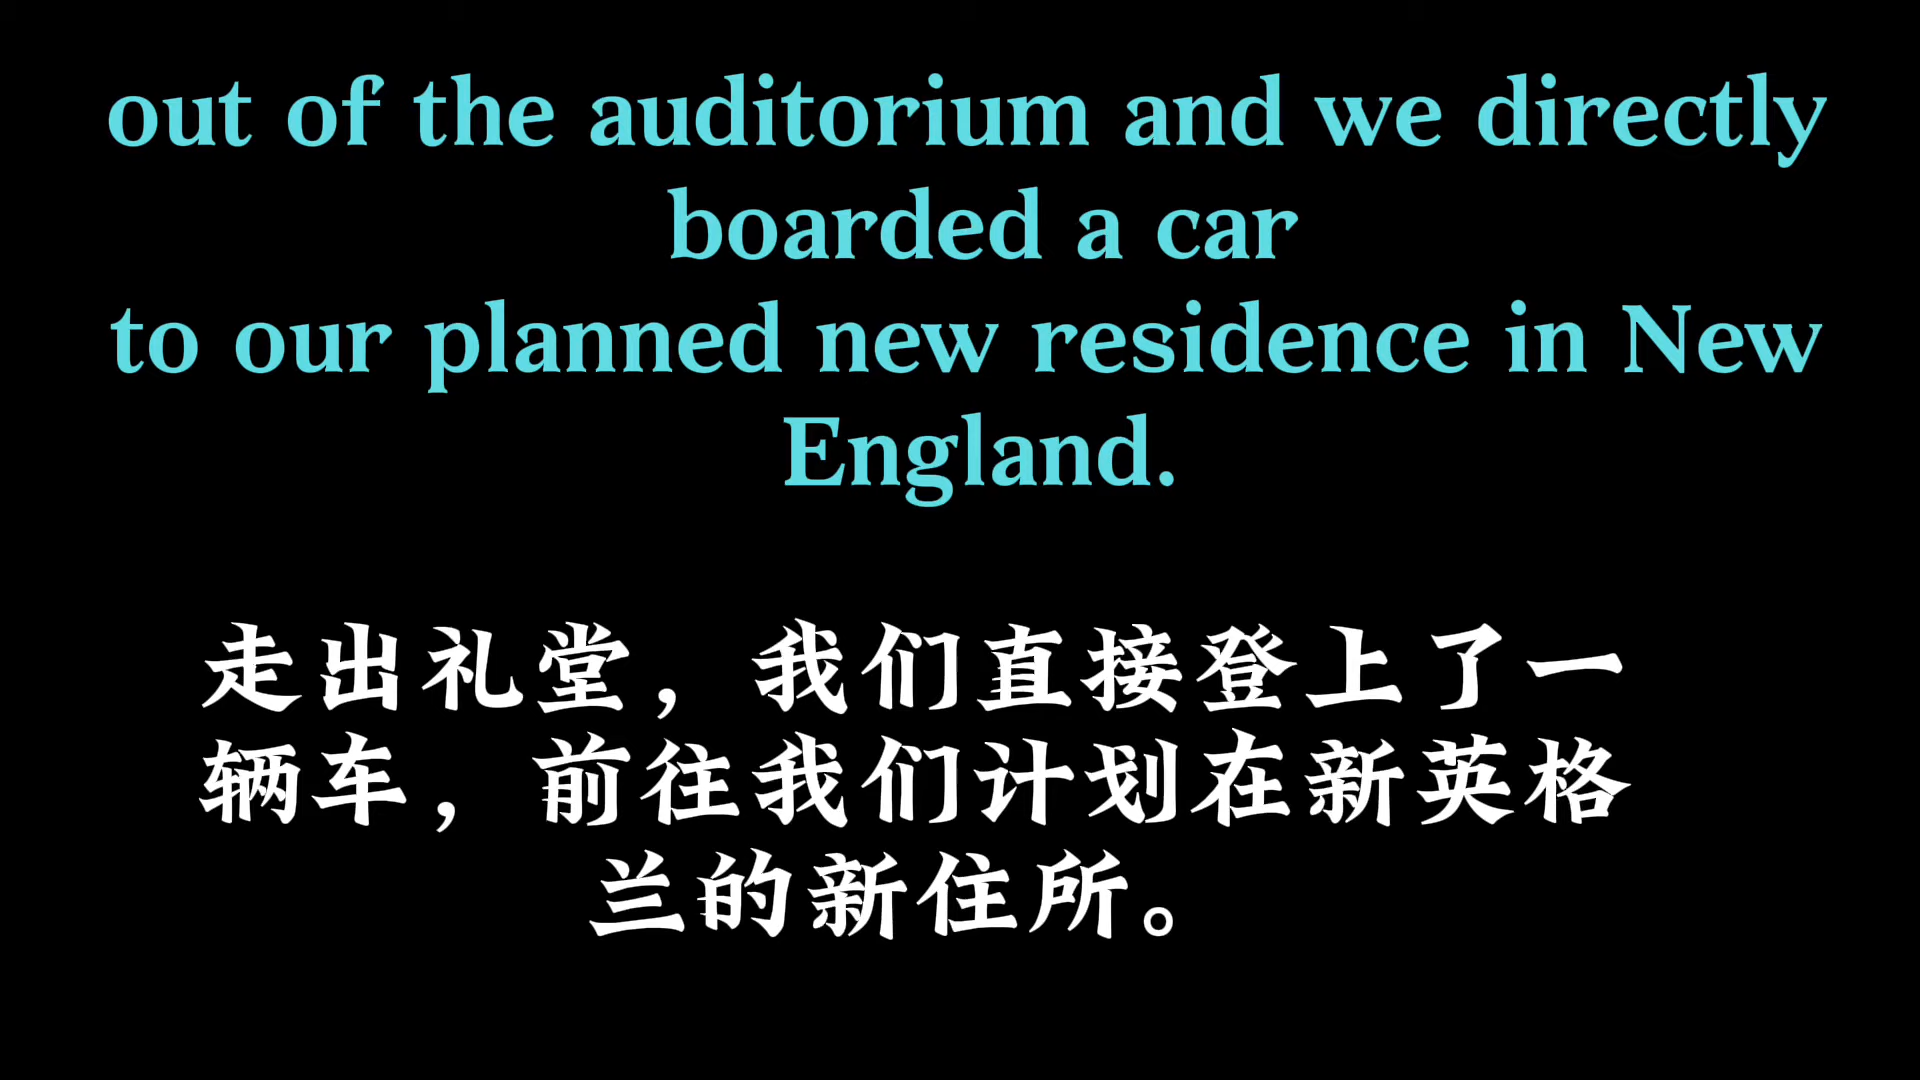 out of the auditorium and we directly
boarded a car
to our planned new residence in New
England.
走出礼堂，我们直接登上了一
辆车，前往我们计划在新英格
兰的新住所。